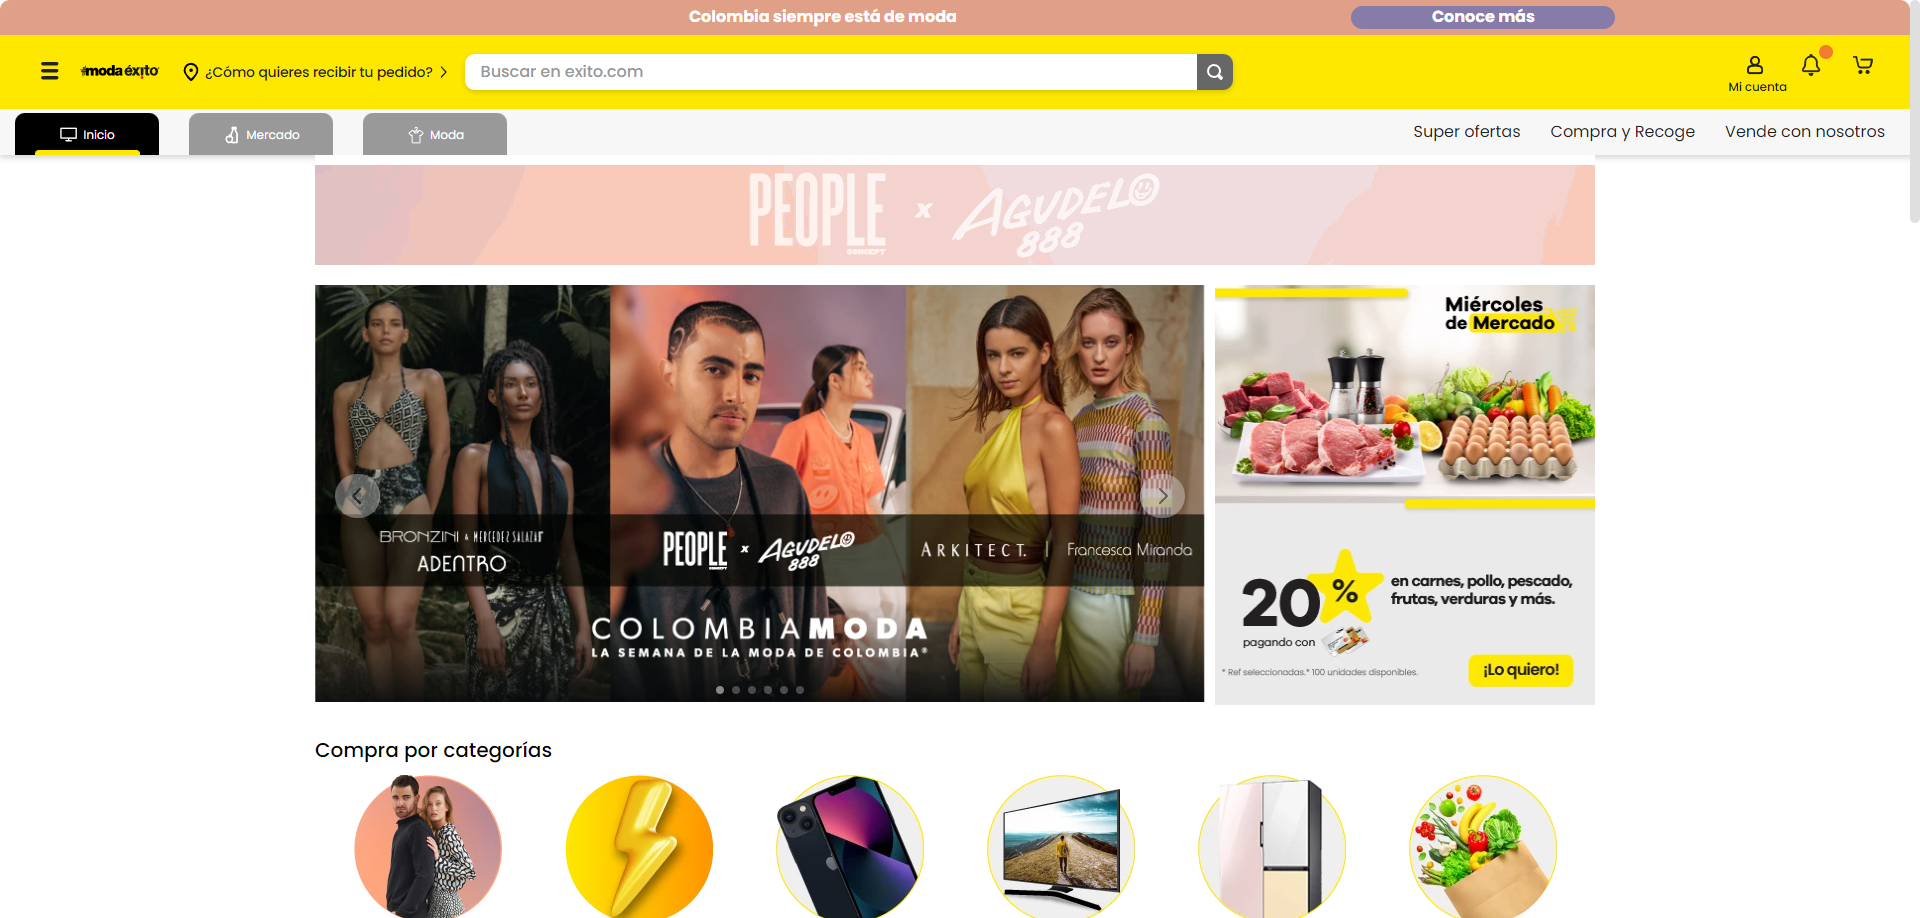 Colombia siempre está de moda
Conoce más
#moda éxito
¿Cómo quieres recibir tu pedido?
Buscar en exito.com
Mi cuenta
Inicio
Mercado
Moda
Super ofertas
Compra y Recoge
Vende con nosotros
PEOPLE
CONCEPT
x
AGUDELO
888
Miércoles
de Mercado
BRONZINI & MERCEDEZ SALAZAR
ADENTRO
PEOPLE
CONCEPT
x
AGUDELO
888
ARKITECT. | Francesca Miranda
COLOMBIAMODA
LA SEMANA DE LA MODA DE COLOMBIA®
20%
en carnes, pollo, pescado,
frutas, verduras y más.
pagando con
* Ref seleccionadas.* 100 unidades disponibles.
¡Lo quiero!
Compra por categorías